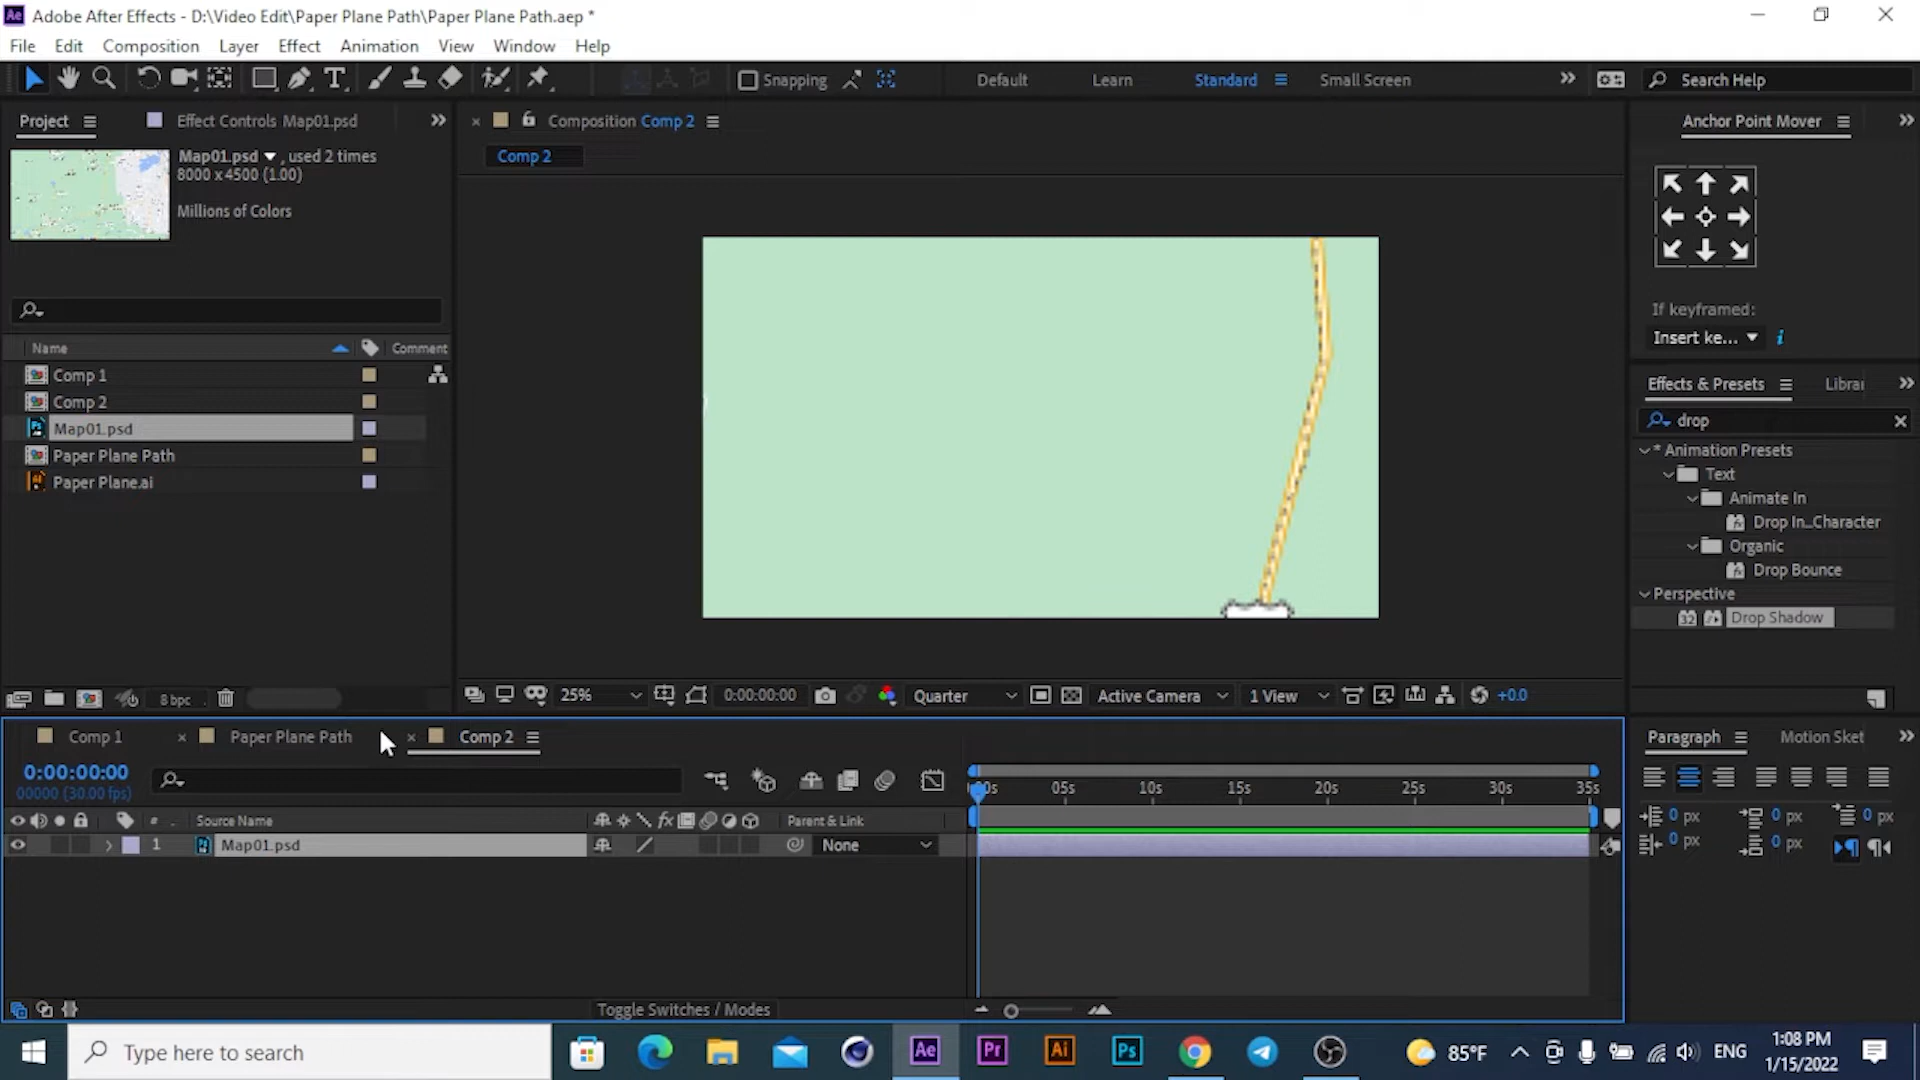 Ae Adobe After Effects - D:\Video Edit\Paper Plane Path\Paper Plane Path.aep *
File Edit Composition Layer Effect Animation View Window Help
Snapping Default Learn Standard Small Screen Search Help
Project Effect Controls Map01.psd Composition Comp 2 Anchor Point Mover
Map01.psd , used 2 times
8000 x 4500 (1.00)
Millions of Colors
Comp 2
If keyframed:
Insert ke...
Name Comment
Comp 1
Comp 2
Map01.psd
Paper Plane Path
Paper Plane.ai
Effects & Presets Librar
drop
* Animation Presets
Text
Animate In
Drop In_Character
Organic
Drop Bounce
Perspective
32 Drop Shadow
8 bpc 25% 0:00:00:00 Quarter Active Camera 1 View +0.0
Comp 1 Paper Plane Path Comp 2
0:00:00:00
00000 (30.00 fps)
05s 10s 15s 20s 25s 30s 35s
# Source Name fx Parent & Link
1 Map01.psd None
Toggle Switches / Modes
Paragraph Motion Sket
0 px 0 px 0 px
0 px 0 px
Type here to search Ae Pr Ai Ps 85°F ENG
1:08 PM
1/15/2022